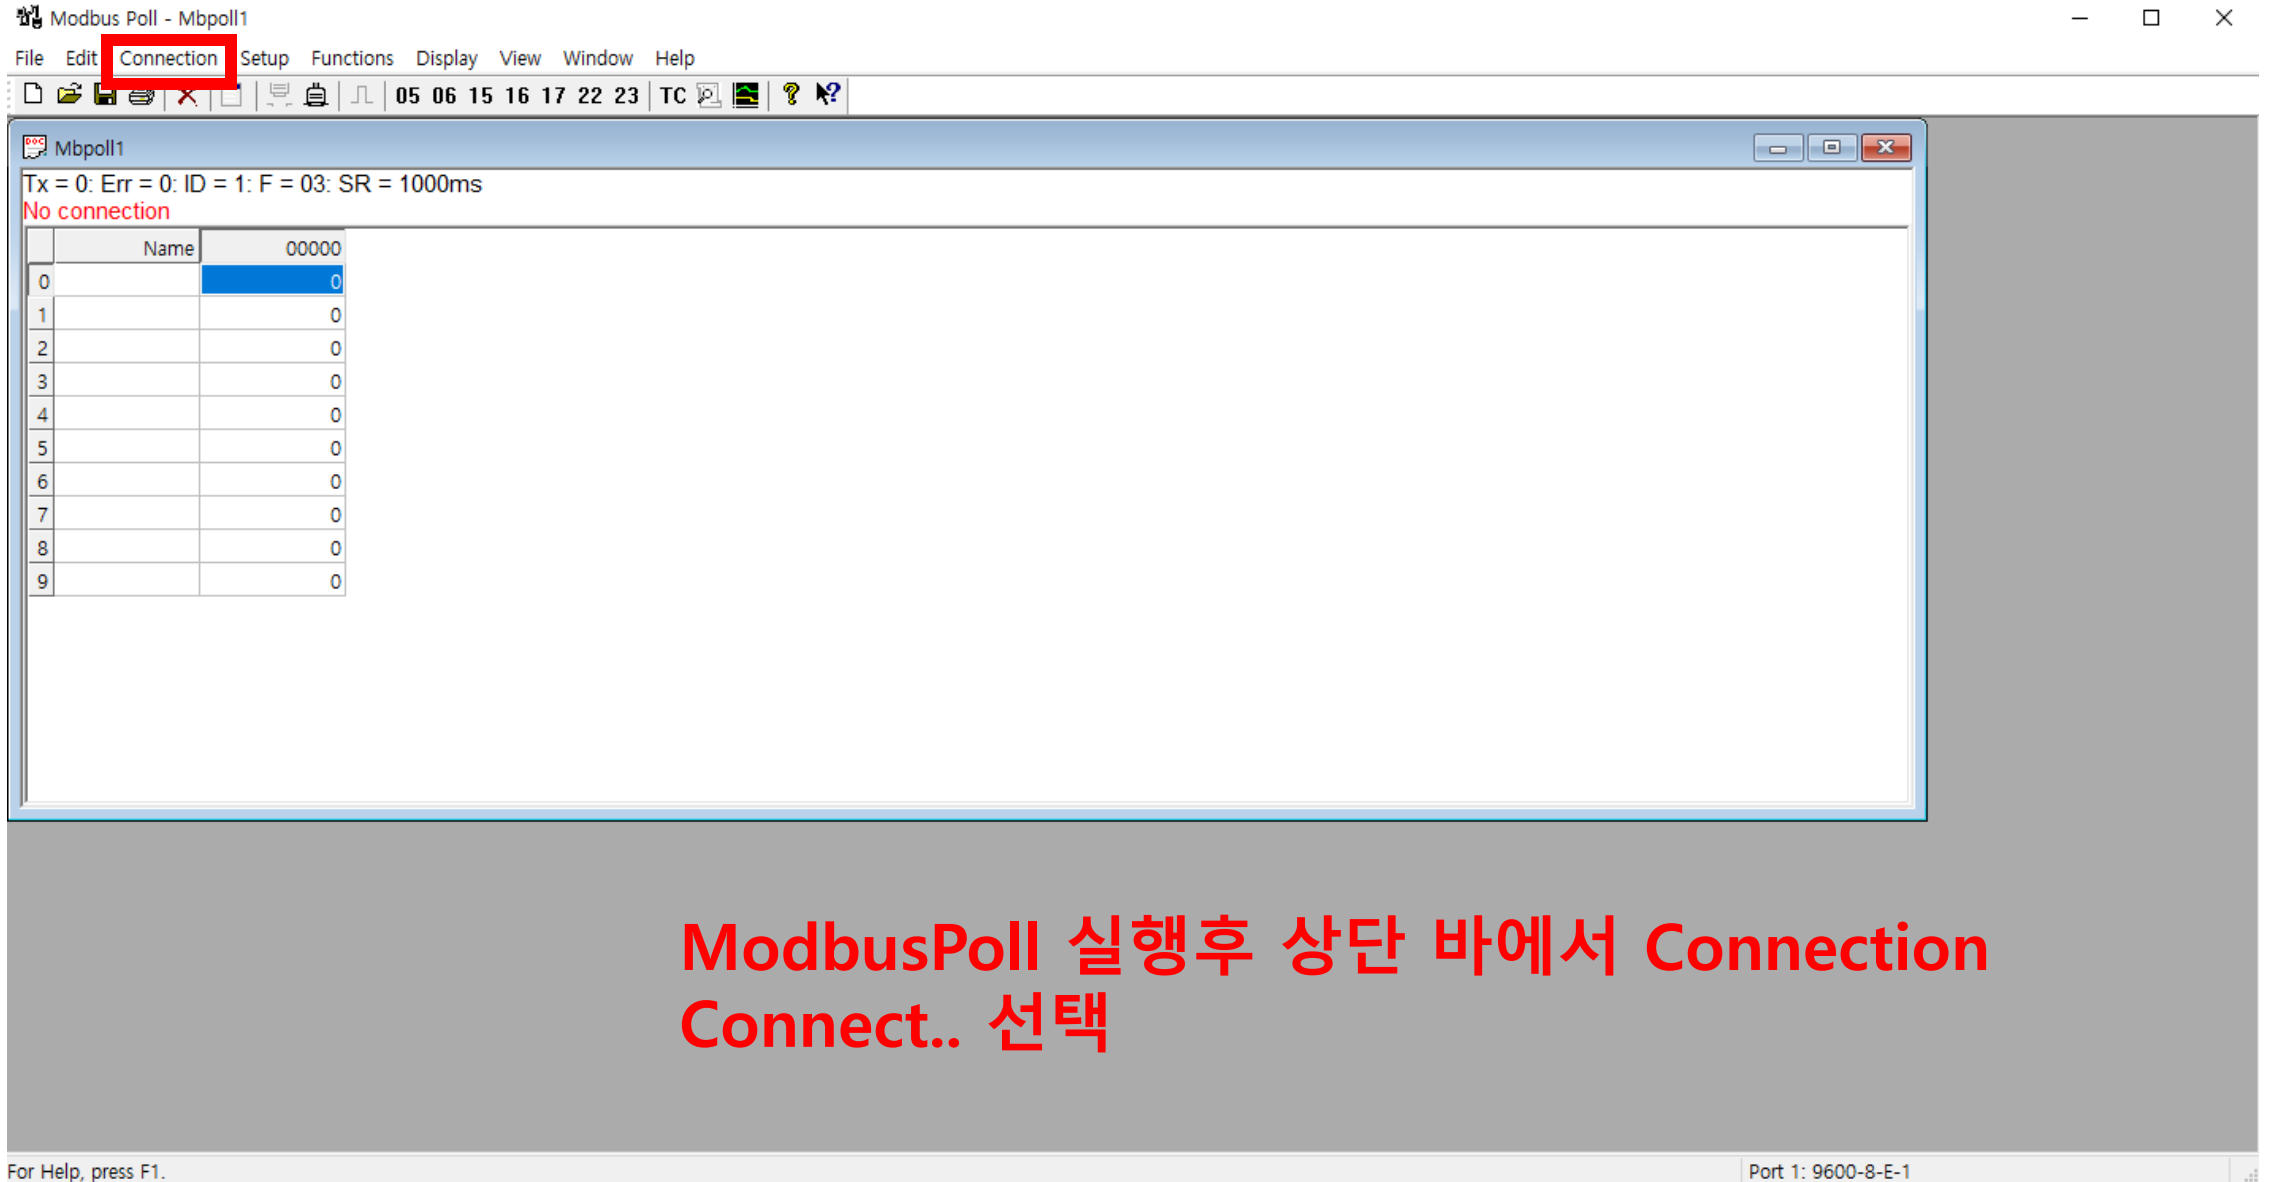 Modbus Poll - Mbpoll1
File Edit Connection Setup Functions Display View Window Help
05 06 15 16 17 22 23 TC
Mbpoll1
Tx = 0: Err = 0: ID = 1: F = 03: SR = 1000ms
No connection
Name 00000
0 0
1 0
2 0
3 0
4 0
5 0
6 0
7 0
8 0
9 0
ModbusPoll 실행후 상단 바에서 Connection
Connect.. 선택
For Help, press F1. Port 1: 9600-8-E-1